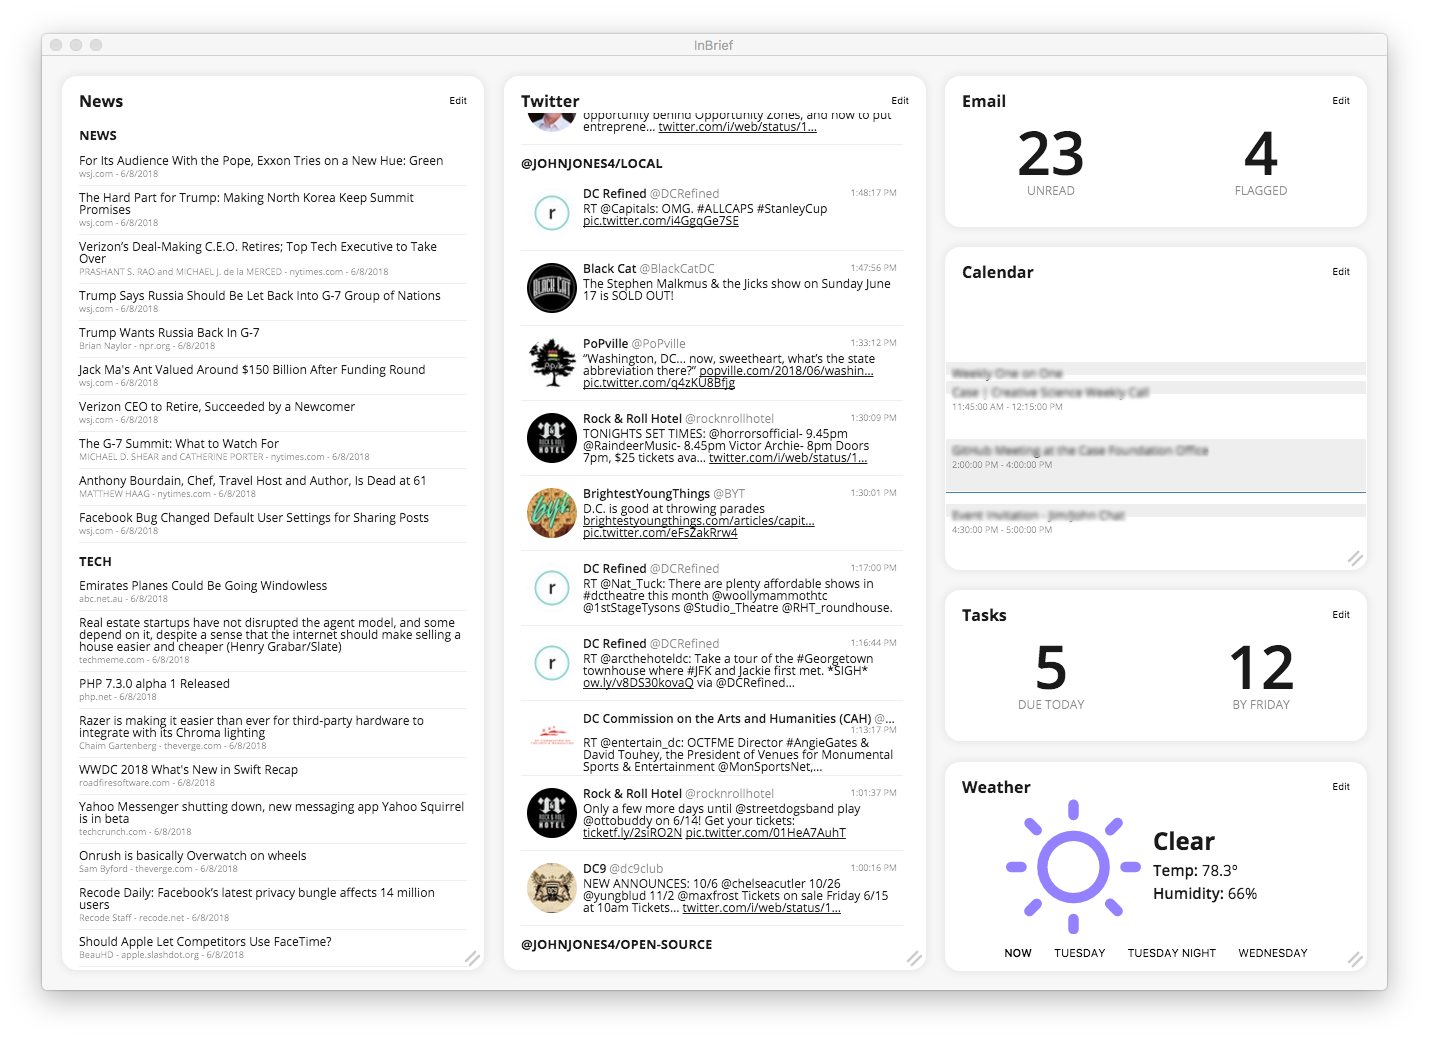 InBrief
News
Edit
NEWS
For Its Audience With the Pope, Exxon Tries on a New Hue: Green
wsj.com - 6/8/2018
The Hard Part for Trump: Making North Korea Keep Summit
Promises
wsj.com - 6/8/2018
Verizon's Deal-Making C.E.O. Retires; Top Tech Executive to Take
Over
PRASHANT S. RAO and MICHAEL J. de la MERCED - nytimes.com - 6/8/2018
Trump Says Russia Should Be Let Back Into G-7 Group of Nations
wsj.com - 6/8/2018
Trump Wants Russia Back In G-7
Brian Naylor - npr.org - 6/8/2018
Jack Ma's Ant Valued Around $150 Billion After Funding Round
wsj.com - 6/8/2018
Verizon CEO to Retire, Succeeded by a Newcomer
wsj.com - 6/8/2018
The G-7 Summit: What to Watch For
MICHAEL D. SHEAR and CATHERINE PORTER - nytimes.com - 6/8/2018
Anthony Bourdain, Chef, Travel Host and Author, Is Dead at 61
MATTHEW HAAG - nytimes.com - 6/8/2018
Facebook Bug Changed Default User Settings for Sharing Posts
wsj.com - 6/8/2018
TECH
Emirates Planes Could Be Going Windowless
abc.net.au - 6/8/2018
Real estate startups have not disrupted the agent model, and some
depend on it, despite a sense that the internet should make selling a
house easier and cheaper (Henry Grabar/Slate)
techmeme.com - 6/8/2018
PHP 7.3.0 alpha 1 Released
php.net - 6/8/2018
Razer is making it easier than ever for third-party hardware to
integrate with its Chroma lighting
Chaim Gartenberg - theverge.com - 6/8/2018
WWDC 2018 What's New in Swift Recap
roadfiresoftware.com - 6/8/2018
Yahoo Messenger shutting down, new messaging app Yahoo Squirrel
is in beta
techcrunch.com - 6/8/2018
Onrush is basically Overwatch on wheels
Sam Byford - theverge.com - 6/8/2018
Recode Daily: Facebook's latest privacy bungle affects 14 million
users
Recode Staff - recode.net - 6/8/2018
Should Apple Let Competitors Use FaceTime?
BeauHD - apple.slashdot.org - 6/8/2018
Twitter
Edit
opportunity behind Opportunity Zones, and how to put
entreprene... twitter.com/i/web/status/1...
@JOHNJONES4/LOCAL
DC Refined @DCRefined 1:48:17 PM
RT @Capitals: OMG. #ALLCAPS #StanleyCup
pic.twitter.com/i4GgqGe7SE
Black Cat @BlackCatDC 1:47:56 PM
The Stephen Malkmus & the Jicks show on Sunday June
17 is SOLD OUT!
PoPville @PoPville 1:33:12 PM
"Washington, DC... now, sweetheart, what's the state
abbreviation there?" popville.com/2018/06/washin...
pic.twitter.com/q4zKU8Bfjg
Rock & Roll Hotel @rocknrollhotel 1:30:09 PM
TONIGHTS SET TIMES: @horrorsofficial- 9.45pm
@RaindeerMusic- 8.45pm Victor Archie- 8pm Doors
7pm, $25 tickets ava... twitter.com/i/web/status/1...
BrightestYoungThings @BYT 1:30:01 PM
D.C. is good at throwing parades
brightestyoungthings.com/articles/capit...
pic.twitter.com/eFsZakRrw4
DC Refined @DCRefined 1:17:00 PM
RT @Nat_Tuck: There are plenty affordable shows in
#dctheatre this month @woollymammothtc
@1stStageTysons @Studio_Theatre @RHT_roundhouse.
DC Refined @DCRefined 1:16:44 PM
RT @arcthehoteldc: Take a tour of the #Georgetown
townhouse where #JFK and Jackie first met. *SIGH*
ow.ly/v8DS30kovaQ via @DCRefined...
DC Commission on the Arts and Humanities (CAH) @...
1:13:17 PM
RT @entertain_dc: OCTFME Director #AngieGates &
David Touhey, the President of Venues for Monumental
Sports & Entertainment @MonSportsNet,...
Rock & Roll Hotel @rocknrollhotel 1:01:37 PM
Only a few more days until @streetdogsband play
@ottobuddy on 6/14! Get your tickets:
ticketf.ly/2siRO2N pic.twitter.com/01HeA7AuhT
DC9 @dc9club 1:00:16 PM
NEW ANNOUNCES: 10/6 @chelseacutler 10/26
@yungblud 11/2 @maxfrost Tickets on sale Friday 6/15
at 10am Tickets... twitter.com/i/web/status/1...
@JOHNJONES4/OPEN-SOURCE
Email
Edit
23 4
UNREAD FLAGGED
Calendar
Edit
Weekly One on One
Case | Creative Science Weekly Call
11:45:00 AM - 12:15:00 PM
GitHub Meeting at the Case Foundation Office
2:00:00 PM - 4:00:00 PM
Event Invitation - Jim/John Chat
4:30:00 PM - 5:00:00 PM
Tasks
Edit
5 12
DUE TODAY BY FRIDAY
Weather
Edit
Clear
Temp: 78.3°
Humidity: 66%
NOW TUESDAY TUESDAY NIGHT WEDNESDAY